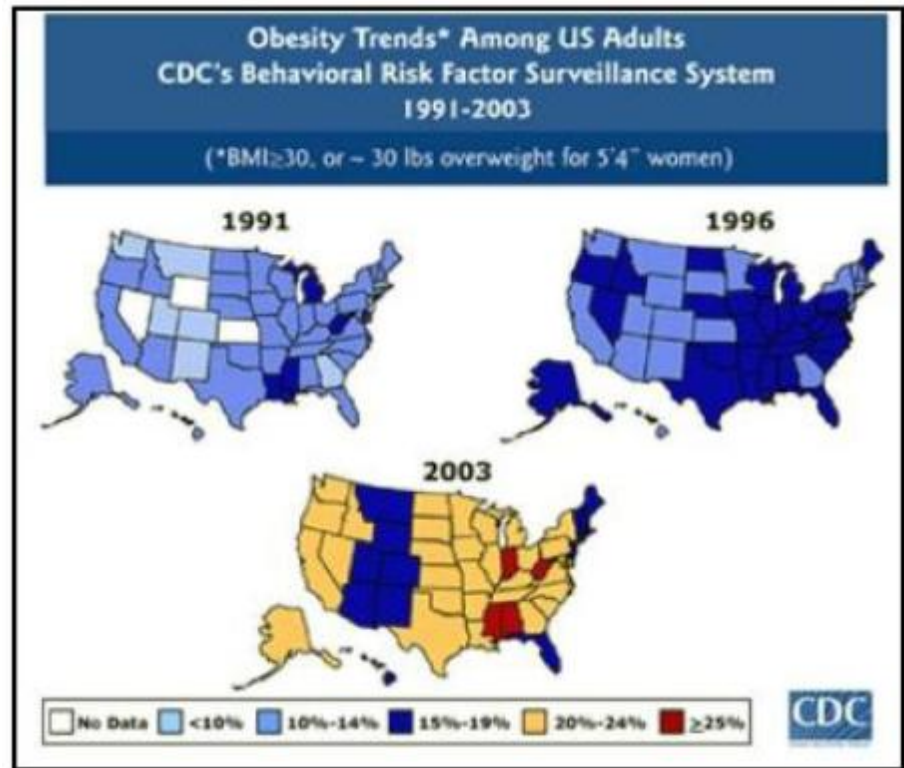 Obesity Trends* Among US Adults
CDC's Behavioral Risk Factor Surveillance System
1991-2003
(*BMI≥30, or ~ 30 lbs overweight for 5'4" women)
1991
1996
2003
No Data
<10%
10%-14%
15%-19%
20%-24%
≥25%
CDC